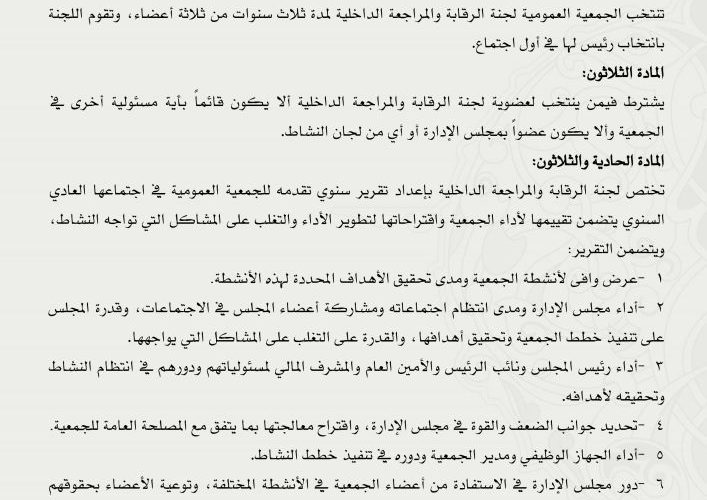 تنتخب الجمعية العمومية لجنة الرقابة والمراجعة الداخلية لمدة ثلاث سنوات من ثلاثة أعضاء، وتقوم اللجنة
بانتخاب رئيس لها في أول اجتماع.
المادة الثلاثون:
يشترط فيمن ينتخب لعضوية لجنة الرقابة والمراجعة الداخلية ألا يكون قائماً بأية مسئولية أخرى في
الجمعية وألا يكون عضواً بمجلس الإدارة أو أي من لجان النشاط.
المادة الحادية والثلاثون:
تختص لجنة الرقابة والمراجعة الداخلية بإعداد تقرير سنوي تقدمه للجمعية العمومية في اجتماعها العادي
السنوي يتضمن تقييمها لأداء الجمعية واقتراحاتها لتطوير الأداء والتغلب على المشاكل التي تواجه النشاط،
ويتضمن التقرير:
١ -عرض وافى لأنشطة الجمعية ومدى تحقيق الأهداف المحددة لهذه الأنشطة.
٢ -أداء مجلس الإدارة ومدى انتظام اجتماعاته ومشاركة أعضاء المجلس في الاجتماعات، وقدرة المجلس
على تنفيذ خطط الجمعية وتحقيق أهدافها، والقدرة على التغلب على المشاكل التي يواجهها.
٣ -أداء رئيس المجلس ونائب الرئيس والأمين العام والمشرف المالي لمسئولياتهم ودورهم في انتظام النشاط
وتحقيقه لأهدافه.
٤ -تحديد جوانب الضعف والقوة في مجلس الإدارة، واقتراح معالجتها بما يتفق مع المصلحة العامة للجمعية.
٥ -أداء الجهاز الوظيفي ومدير الجمعية ودوره في تنفيذ خطط النشاط.
٦ -دور مجلس الإدارة في الاستفادة من أعضاء الجمعية في الأنشطة المختلفة، وتوعية الأعضاء بحقوقهم